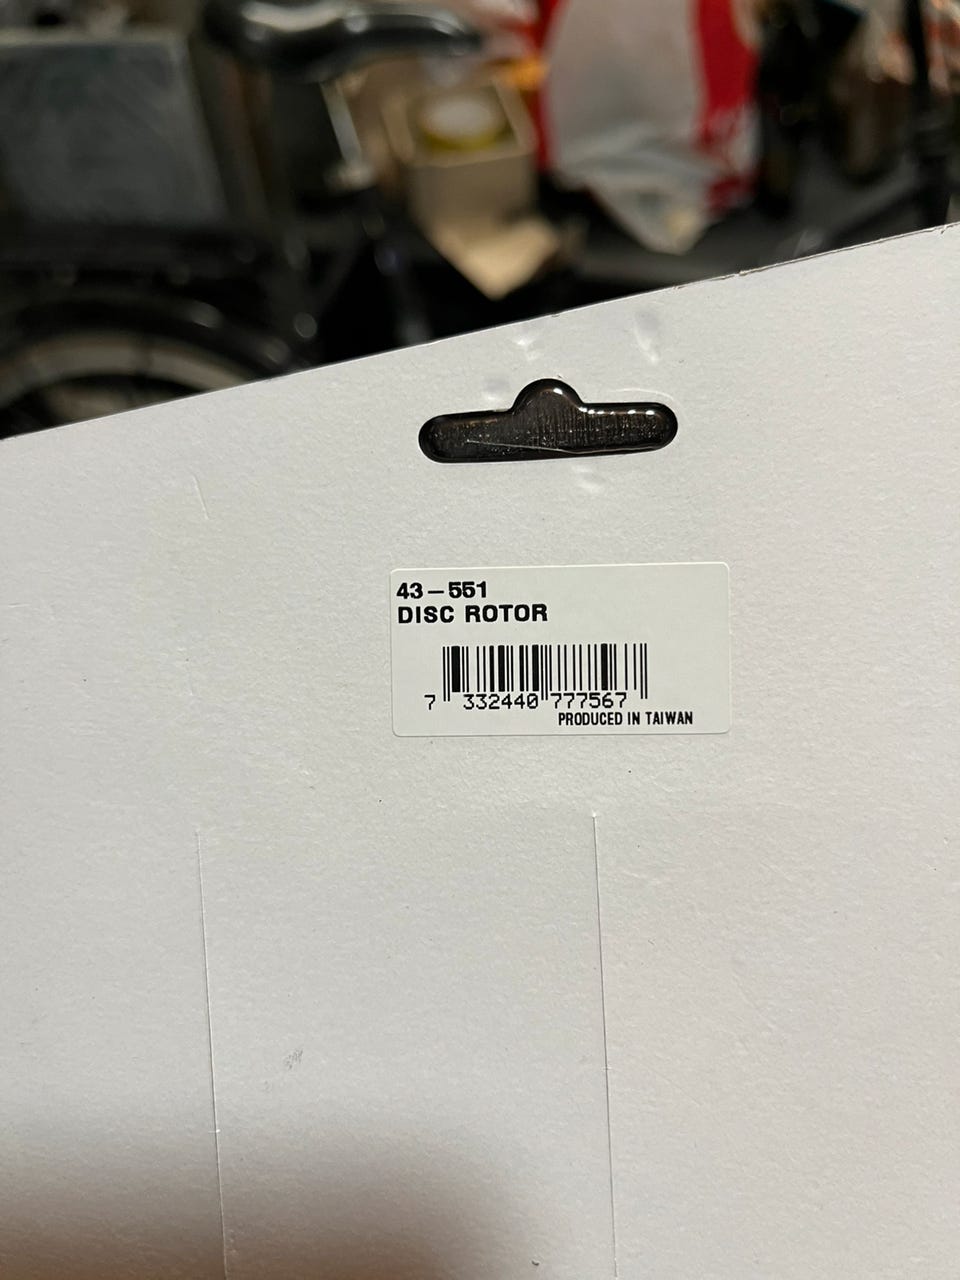 43-551
DISC ROTOR
7 332440 777567
PRODUCED IN TAIWAN